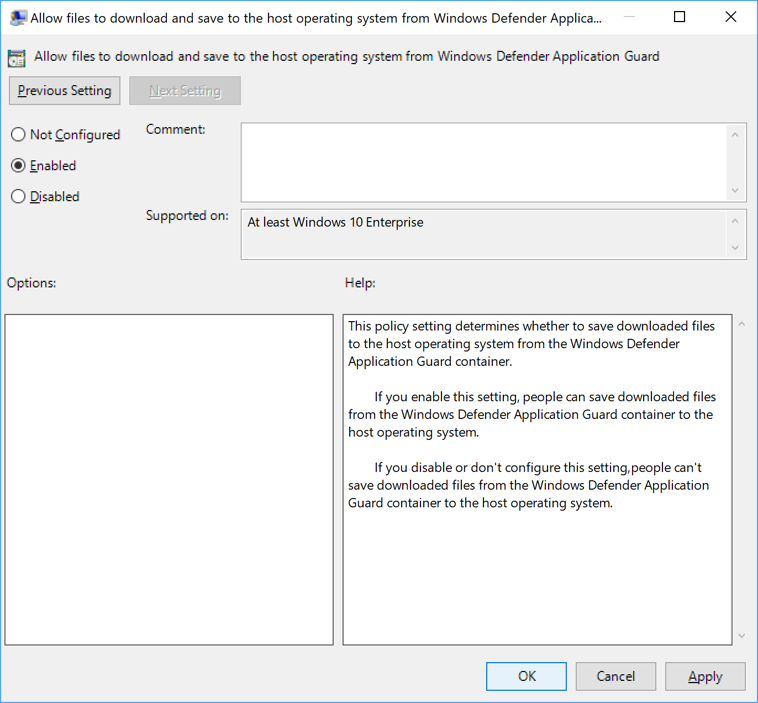 Allow files to download and save to the host operating system from Windows Defender Applica...
Allow files to download and save to the host operating system from Windows Defender Application Guard
Previous Setting
Next Setting
Not Configured
Enabled
Disabled
Comment:
Supported on:
At least Windows 10 Enterprise
Options:
Help:
This policy setting determines whether to save downloaded files
to the host operating system from the Windows Defender
Application Guard container.
If you enable this setting, people can save downloaded files
from the Windows Defender Application Guard container to the
host operating system.
If you disable or don't configure this setting,people can't
save downloaded files from the Windows Defender Application
Guard container to the host operating system.
OK
Cancel
Apply